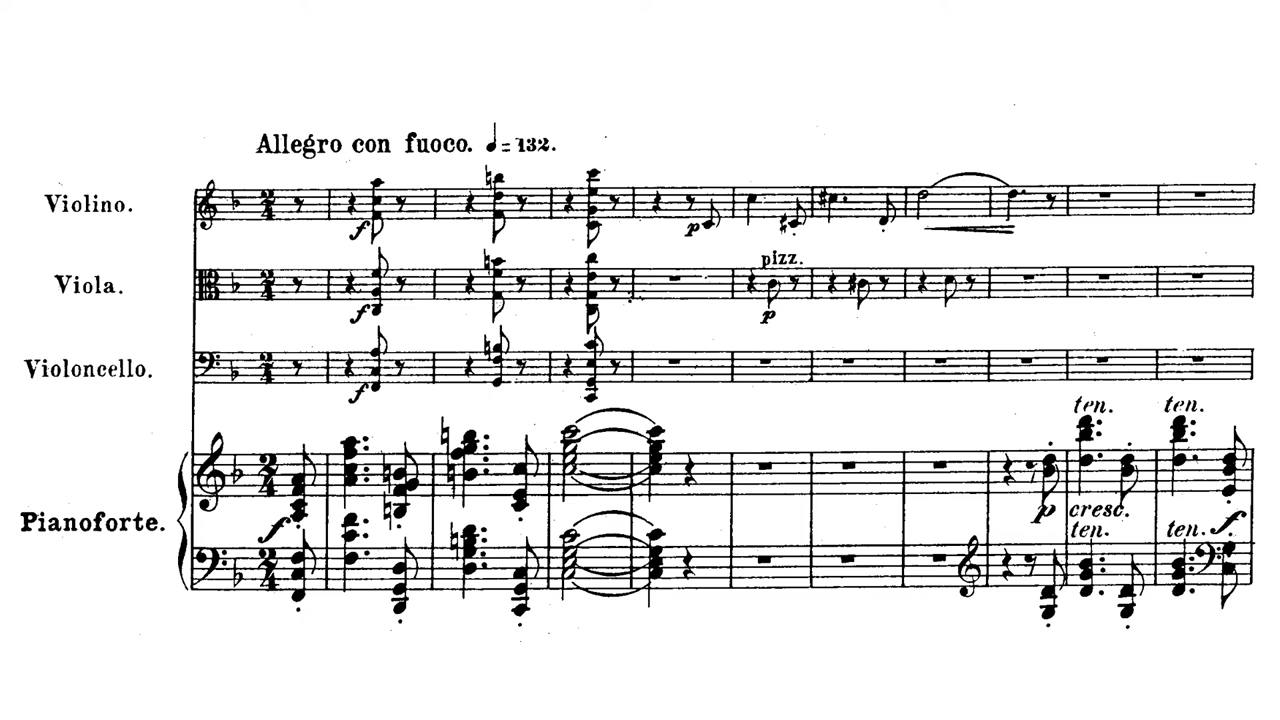 Allegro con fuoco. ♩=132.
Violino.
f
p
pizz.
Viola.
f
p
Violoncello.
f
ten. ten.
Pianoforte.
f
p cresc.
f
ten. ten.